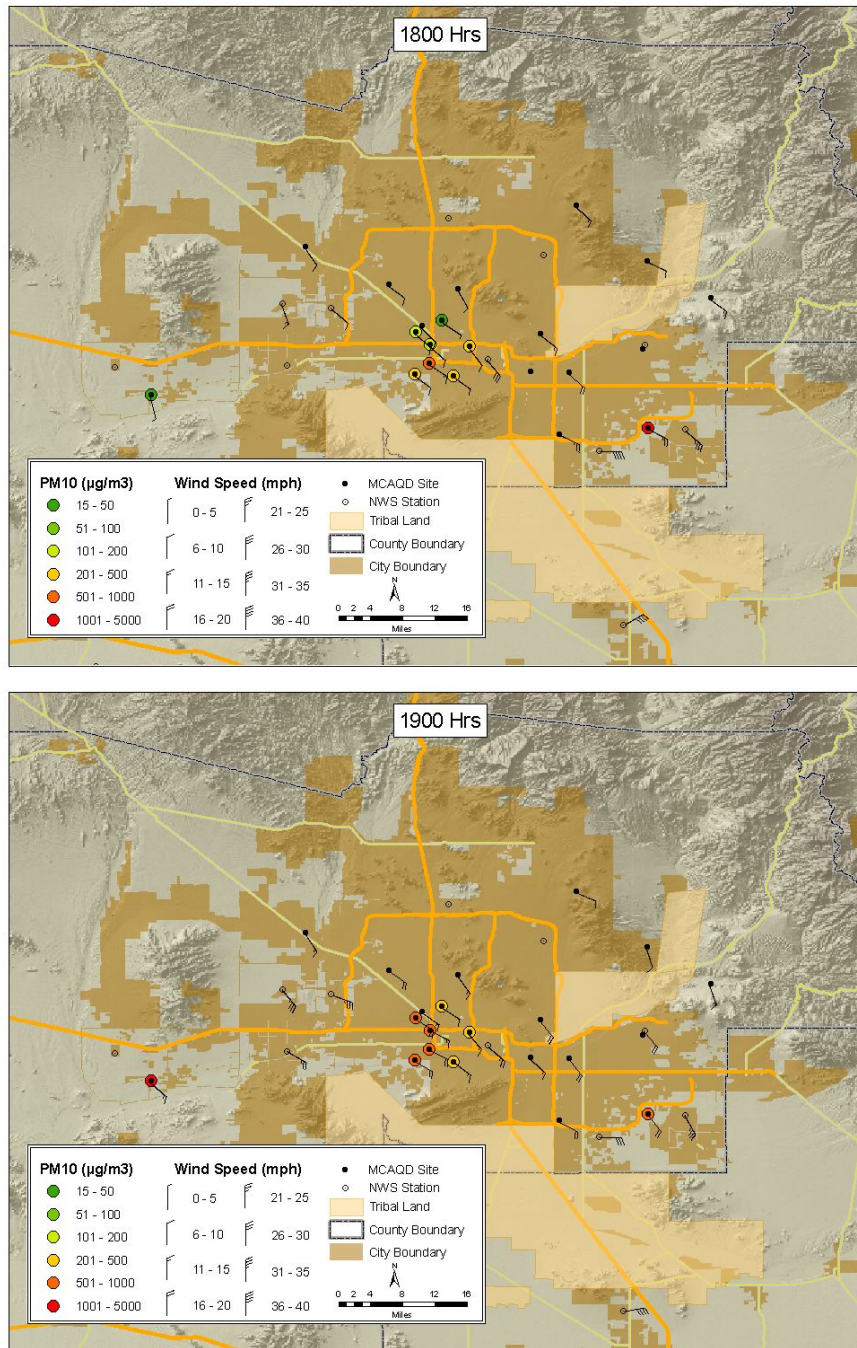 1800 Hrs
PM10 (µg/m3)
15 - 50
51 - 100
101 - 200
201 - 500
501 - 1000
1001 - 5000
Wind Speed (mph)
0 - 5
6 - 10
11 - 15
16 - 20
21 - 25
26 - 30
31 - 35
36 - 40
MCAQD Site
NWS Station
Tribal Land
County Boundary
City Boundary
N
0 2 4 8 12 16
Miles
1900 Hrs
PM10 (µg/m3)
15 - 50
51 - 100
101 - 200
201 - 500
501 - 1000
1001 - 5000
Wind Speed (mph)
0 - 5
6 - 10
11 - 15
16 - 20
21 - 25
26 - 30
31 - 35
36 - 40
MCAQD Site
NWS Station
Tribal Land
County Boundary
City Boundary
N
0 2 4 8 12 16
Miles